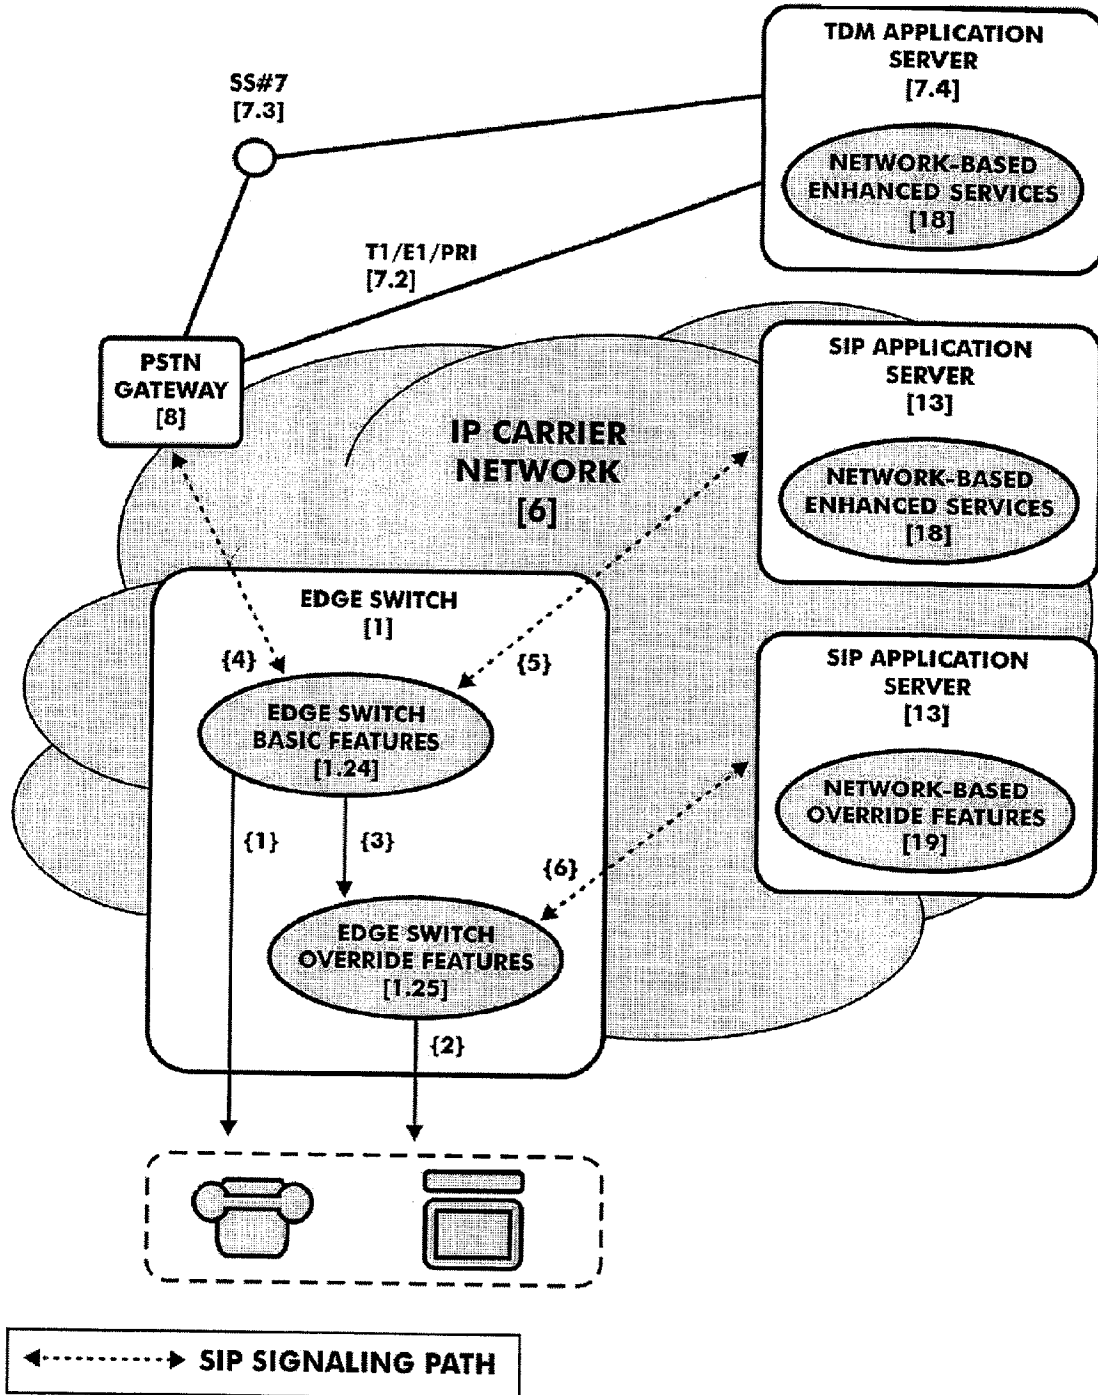 TDM APPLICATION
SERVER
[7.4]
NETWORK-BASED
ENHANCED SERVICES
[18]
SS#7
[7.3]
T1/E1/PRI
[7.2]
PSTN
GATEWAY
[8]
IP CARRIER
NETWORK
[6]
SIP APPLICATION
SERVER
[13]
NETWORK-BASED
ENHANCED SERVICES
[18]
EDGE SWITCH
[1]
{4}
{5}
EDGE SWITCH
BASIC FEATURES
[1.24]
SIP APPLICATION
SERVER
[13]
NETWORK-BASED
OVERRIDE FEATURES
[19]
{1}
{3}
{6}
EDGE SWITCH
OVERRIDE FEATURES
[1.25]
{2}
SIP SIGNALING PATH